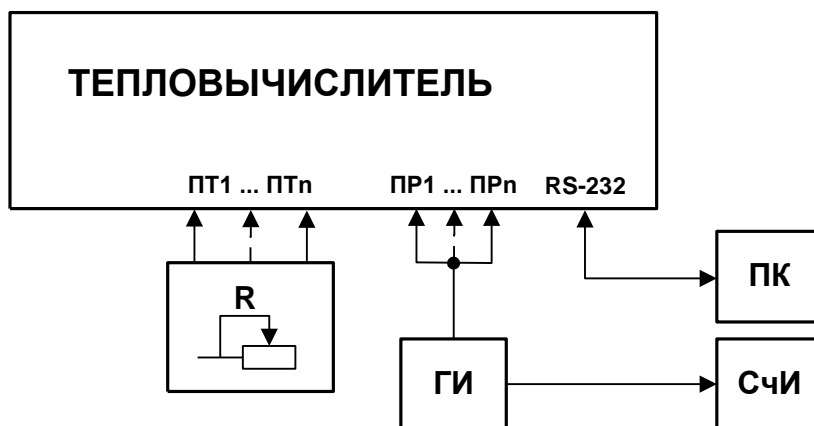 ТЕПЛОВЫЧИСЛИТЕЛЬ
ПТ1 ... ПТn ПР1 ... ПРn RS-232
ПК
R
ГИ СчИ